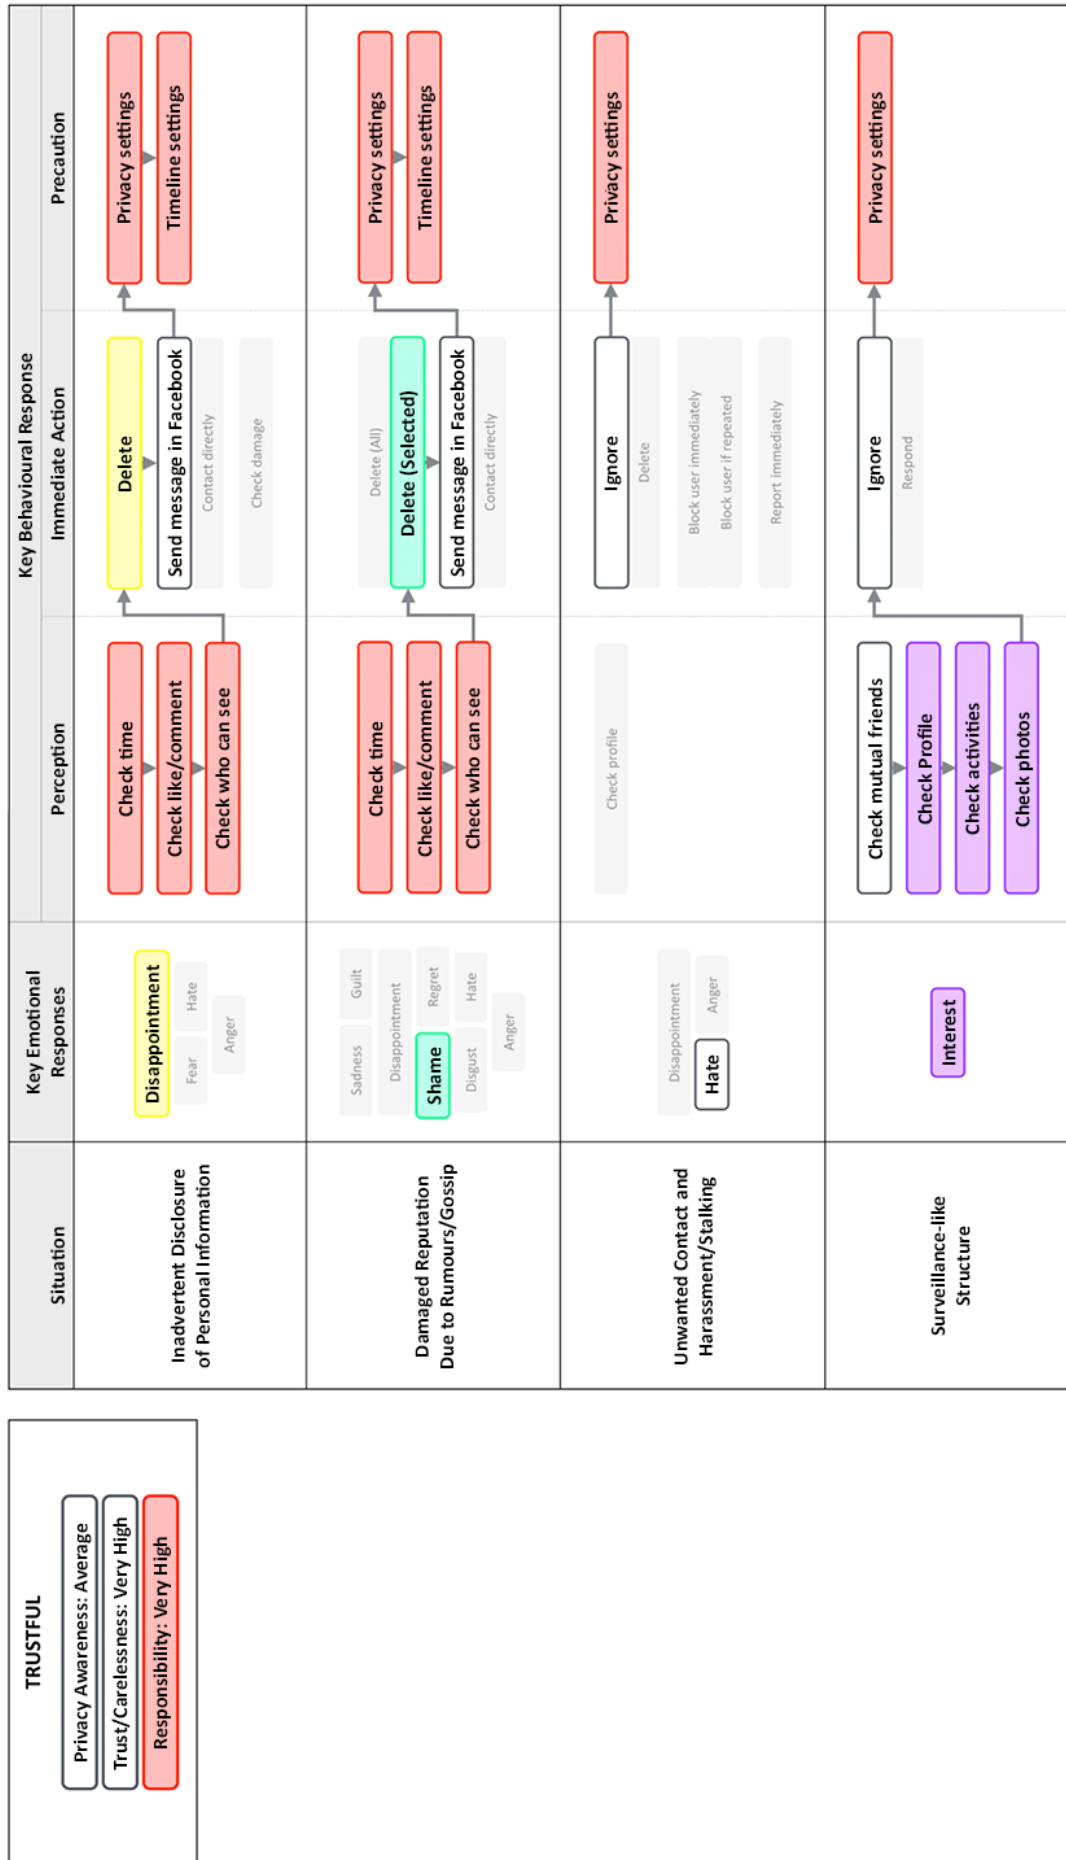 TRUSTFUL
Privacy Awareness: Average
Trust/Carelessness: Very High
Responsibility: Very High
Situation
Key Emotional
Responses
Key Behavioural Response
Perception
Immediate Action
Precaution
Inadvertent Disclosure
of Personal Information
Disappointment
Fear
Hate
Anger
Check time
Check like/comment
Check who can see
Delete
Send message in Facebook
Contact directly
Check damage
Privacy settings
Timeline settings
Damaged Reputation
Due to Rumours/Gossip
Sadness
Guilt
Disappointment
Shame
Regret
Disgust
Hate
Anger
Check time
Check like/comment
Check who can see
Delete (All)
Delete (Selected)
Send message in Facebook
Contact directly
Privacy settings
Timeline settings
Unwanted Contact and
Harassment/Stalking
Disappointment
Hate
Anger
Check profile
Ignore
Delete
Block user immediately
Block user if repeated
Report immediately
Privacy settings
Surveillance-like
Structure
Interest
Check mutual friends
Check Profile
Check activities
Check photos
Ignore
Respond
Privacy settings